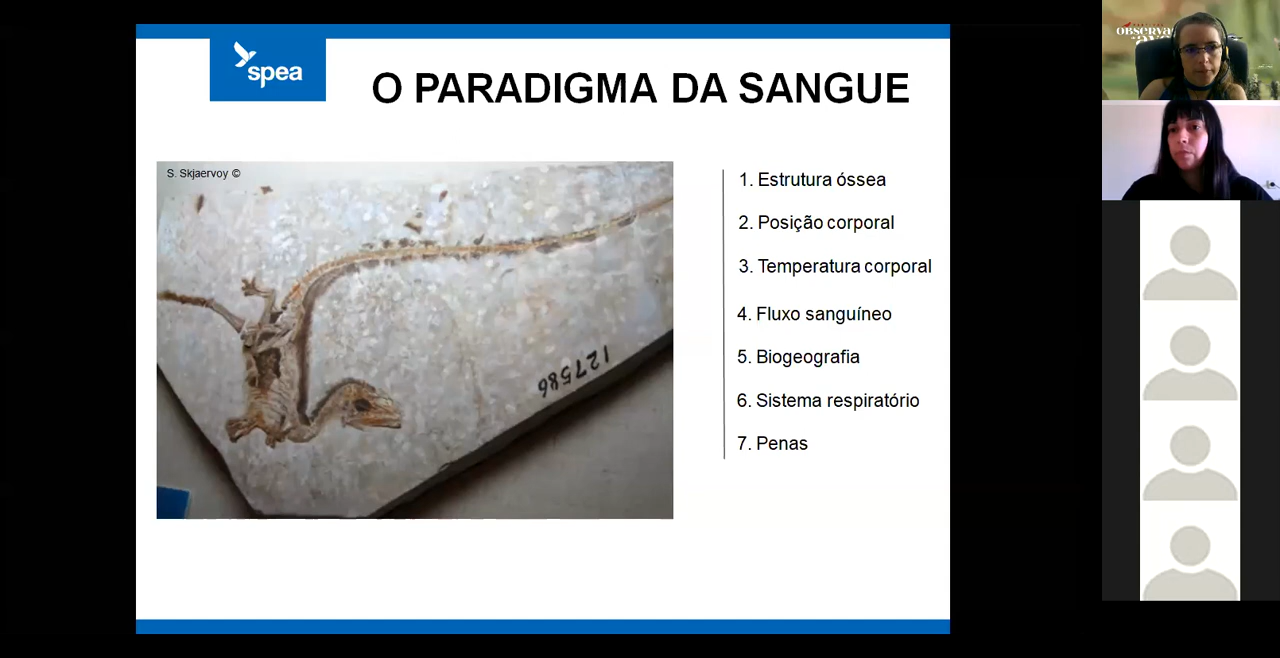 spea
O PARADIGMA DA SANGUE
S. Skjaervoy ©
127586
1. Estrutura óssea
2. Posição corporal
3. Temperatura corporal
4. Fluxo sanguíneo
5. Biogeografia
6. Sistema respiratório
7. Penas